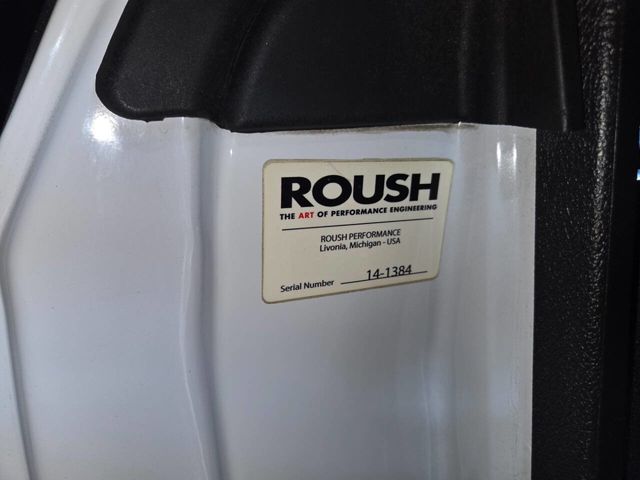 ROUSH
THE ART OF PERFORMANCE ENGINEERING
ROUSH PERFORMANCE
Livonia, Michigan - USA
Serial Number 14-1384